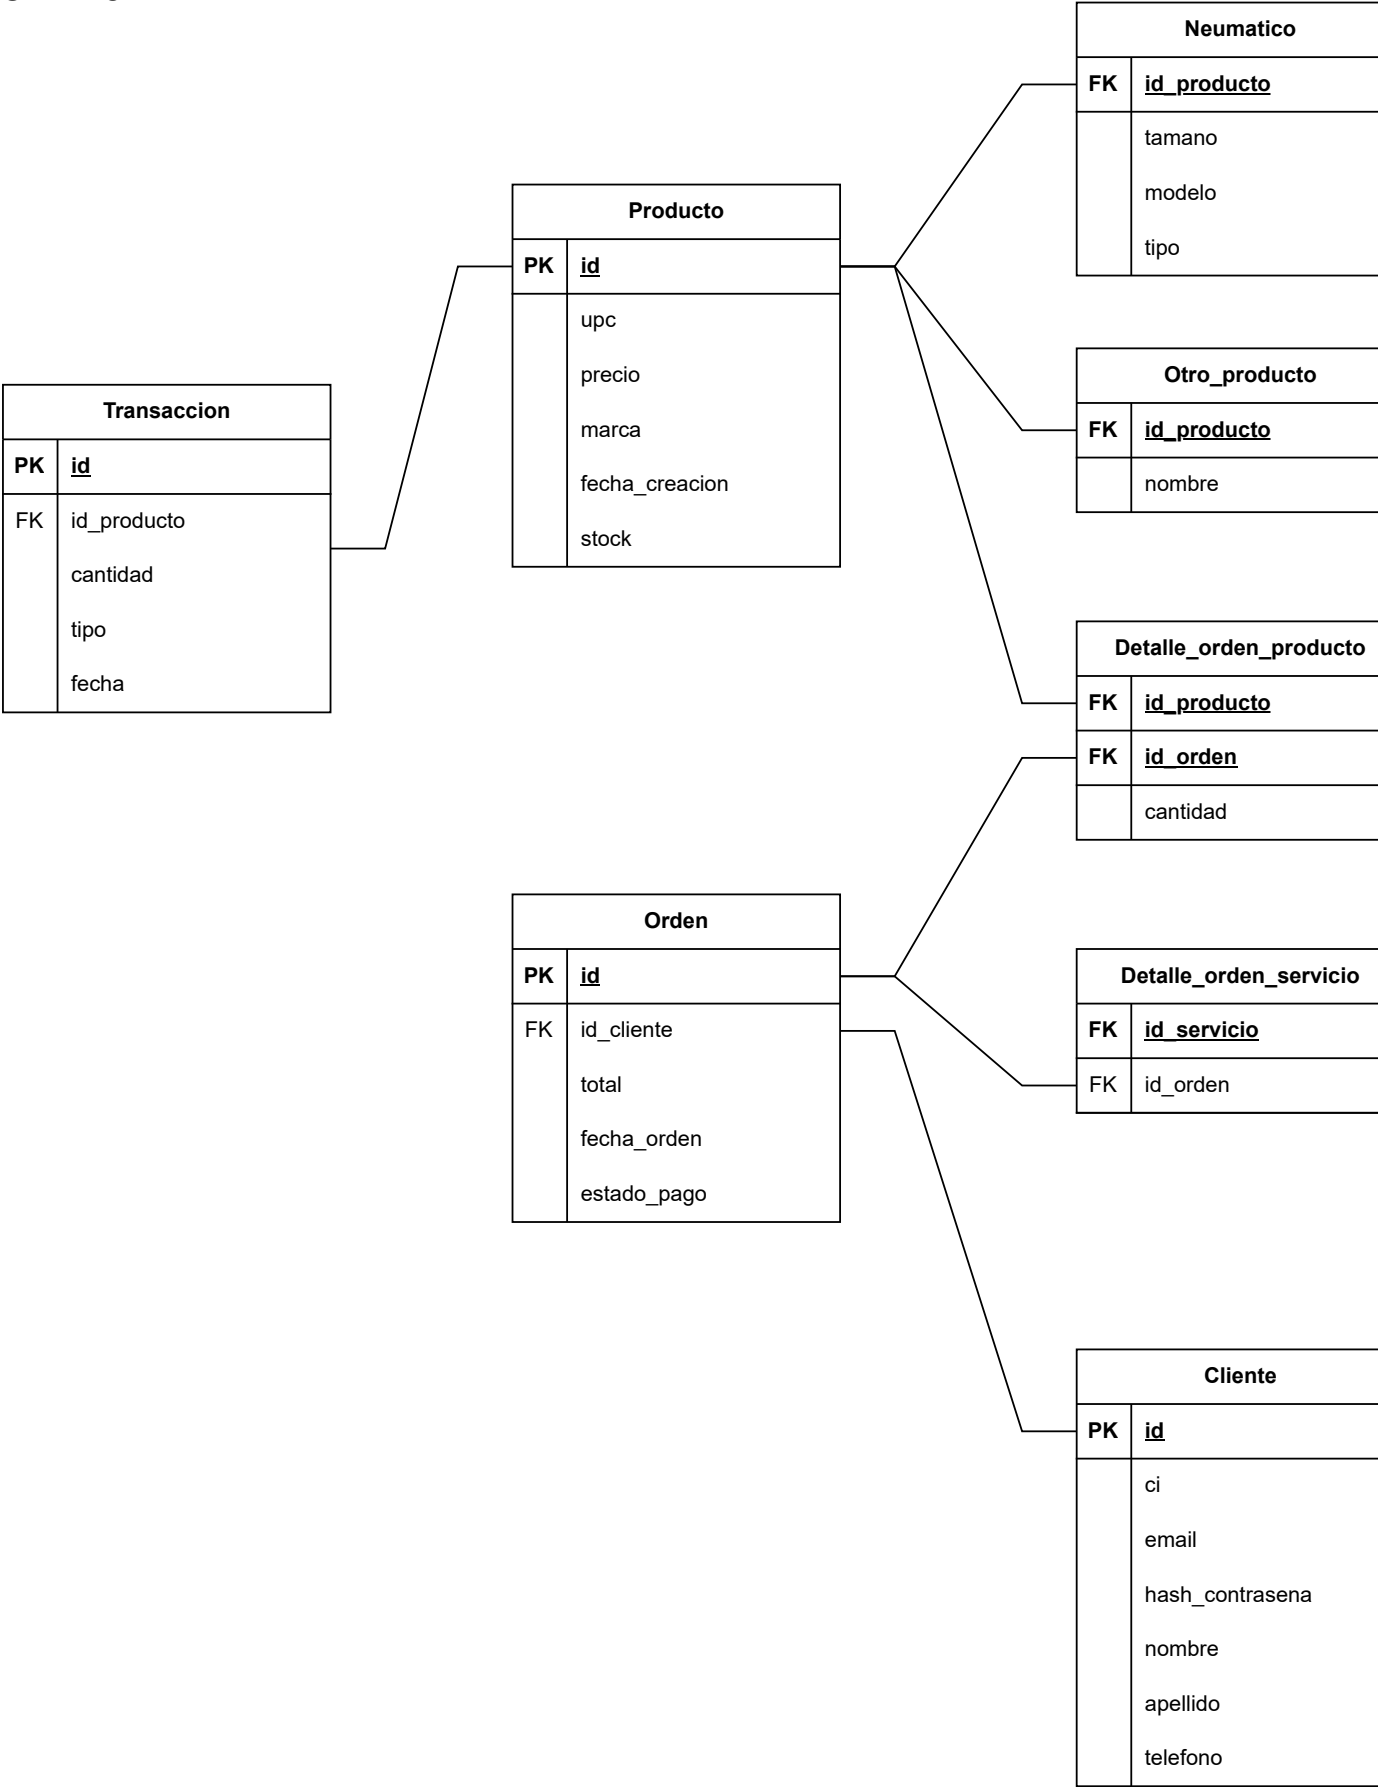 Neumatico
FK id_producto
tamano
modelo
tipo
Producto
PK id
upc
precio
marca
fecha_creacion
stock
Otro_producto
FK id_producto
nombre
Transaccion
PK id
FK id_producto
cantidad
tipo
fecha
Detalle_orden_producto
FK id_producto
FK id_orden
cantidad
Orden
PK id
FK id_cliente
total
fecha_orden
estado_pago
Detalle_orden_servicio
FK id_servicio
FK id_orden
Cliente
PK id
ci
email
hash_contrasena
nombre
apellido
telefono